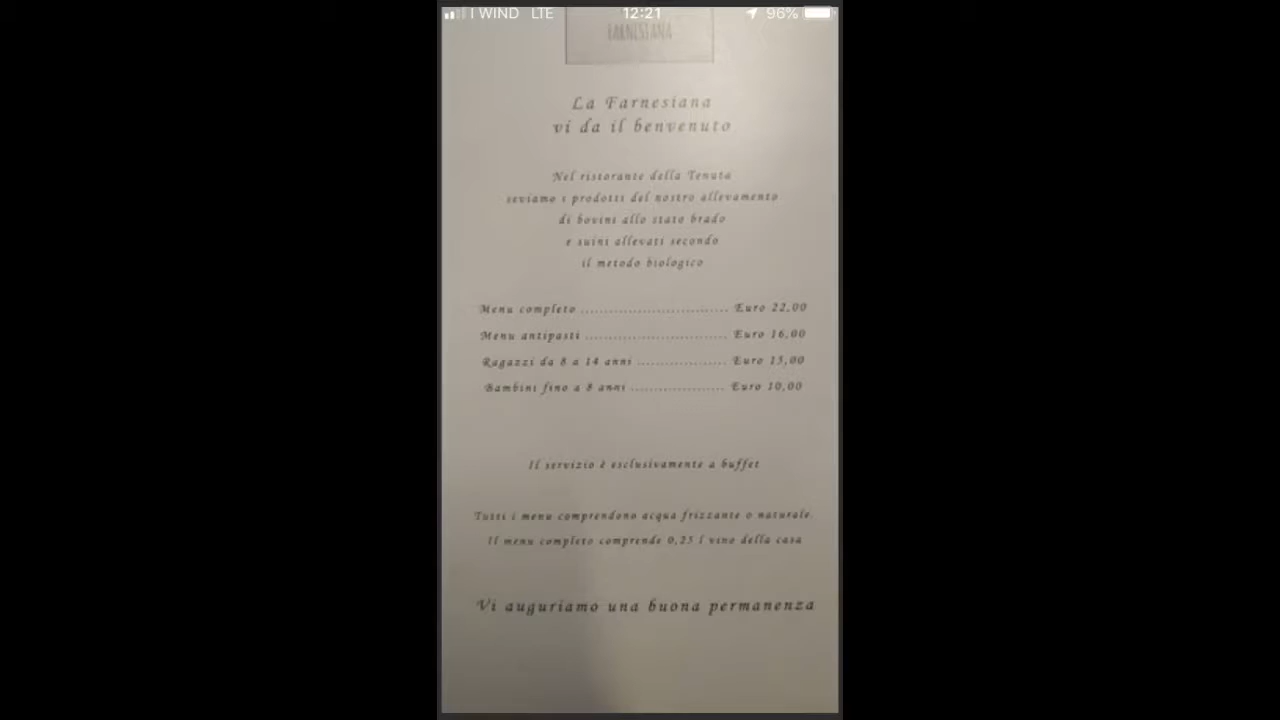 I WIND LTE 12:21 96%
FARNESIANA
La Farnesiana
vi da il benvenuto
Nel ristorante della Tenuta
seviamo i prodotti del nostro allevamento
di bovini allo stato brado
e suini allevati secondo
il metodo biologico
Menu completo ................................ Euro 22,00
Menu antipasti .............................. Euro 16,00
Ragazzi da 8 a 14 anni ................... Euro 15,00
Bambini fino a 8 anni .................... Euro 10,00
Il servizio è esclusivamente a buffet
Tutti i menu comprendono acqua frizzante o naturale.
Il menu completo comprende 0,25 l vino della casa
Vi auguriamo una buona permanenza